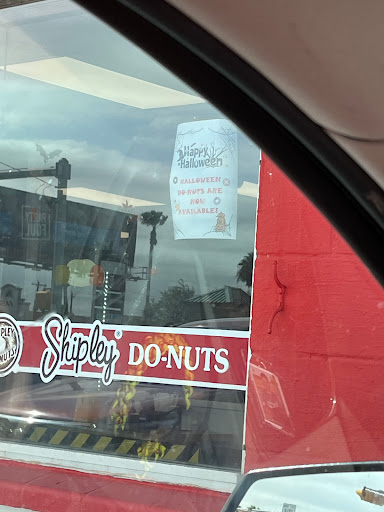 Happy
Halloween
HALLOWEEN
DO-NUTS ARE
NOW
AVAILABLE!
Shipley® DO-NUTS